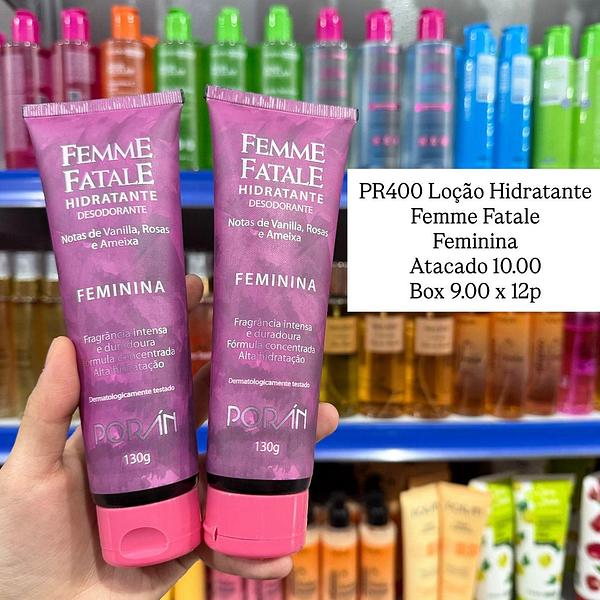 FEMME
FATALE
HIDRATANTE
DESODORANTE
Notas de Vanilla, Rosas
e Ameixa
FEMININA
Fragrância intensa
e duradoura
Fórmula concentrada
Alta hidratação
Dermatologicamente testado
PORÁN
130g
FEMME
FATALE
HIDRATANTE
DESODORANTE
Notas de Vanilla, Rosas
e Ameixa
FEMININA
Fragrância intensa
e duradoura
Fórmula concentrada
Alta hidratação
Dermatologicamente testado
PORÁN
130g
PR400 Loção Hidratante
Femme Fatale
Feminina
Atacado 10.00
Box 9.00 x 12p